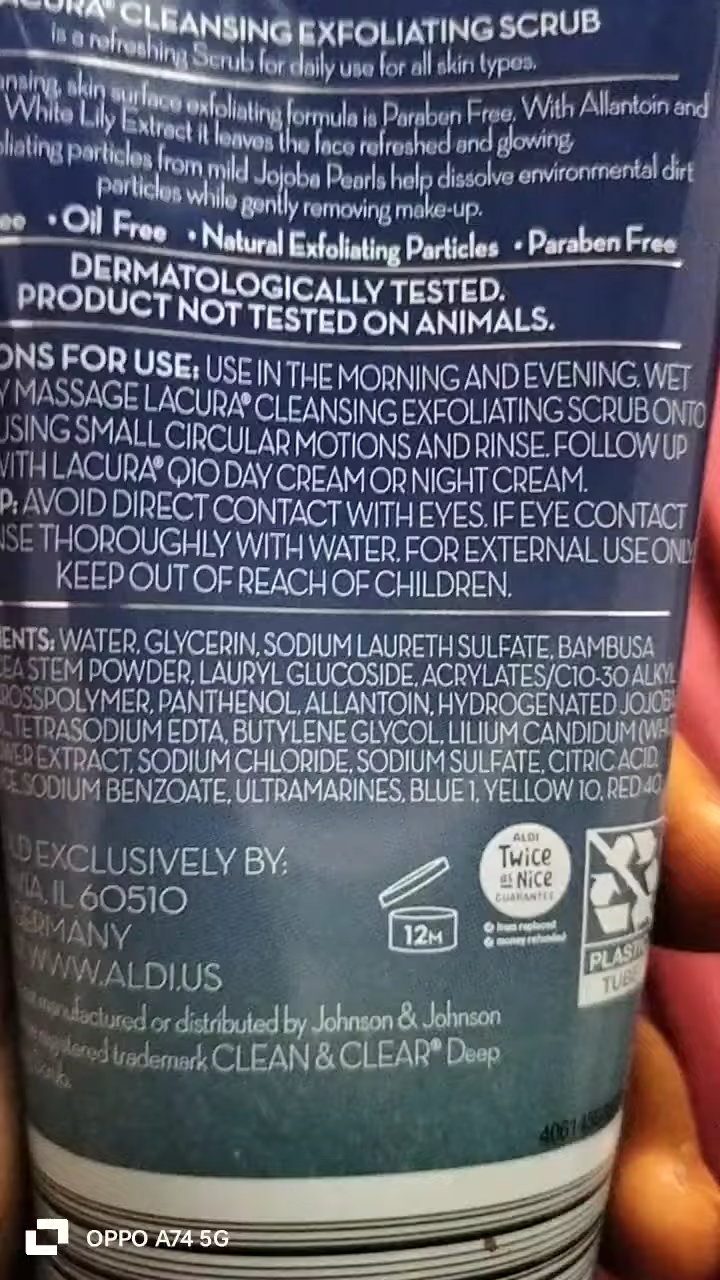 CLEANSING EXFOLIATING SCRUB
is a refreshing Scrub for daily use for all skin types.
skin surface exfoliating formula is Paraben Free. With Allantoin and
White Lily Extract it leaves the face refreshed and glowing.
particles from mild Jojoba Pearls help dissolve environmental dirt
particles while gently removing make-up.
• Oil Free • Natural Exfoliating Particles • Paraben Free
DERMATOLOGICALLY TESTED.
PRODUCT NOT TESTED ON ANIMALS.
FOR USE: USE IN THE MORNING AND EVENING. WET
MASSAGE LACURA® CLEANSING EXFOLIATING SCRUB ONTO
USING SMALL CIRCULAR MOTIONS AND RINSE. FOLLOW UP
WITH LACURA® Q10 DAY CREAM OR NIGHT CREAM.
AVOID DIRECT CONTACT WITH EYES. IF EYE CONTACT
THOROUGHLY WITH WATER. FOR EXTERNAL USE ONLY
KEEP OUT OF REACH OF CHILDREN.
WATER, GLYCERIN, SODIUM LAURETH SULFATE, BAMBUSA
STEM POWDER, LAURYL GLUCOSIDE, ACRYLATES/C10-30 ALKYL
PANTHENOL, ALLANTOIN, HYDROGENATED JOJOB
TETRASODIUM EDTA, BUTYLENE GLYCOL, LILIUM CANDIDUM
EXTRACT, SODIUM CHLORIDE, SODIUM SULFATE, CITRIC ACID,
SODIUM BENZOATE, ULTRAMARINES, BLUE 1, YELLOW 10, RED 40
EXCLUSIVELY BY:
IL 60510
GERMANY
WWW.ALDI.US
12M
ALDI
Twice
as Nice
GUARANTEE
item replaced
money refunded
PLASTIC
TUBE
manufactured or distributed by Johnson & Johnson
registered trademark CLEAN & CLEAR® Deep
OPPO A74 5G